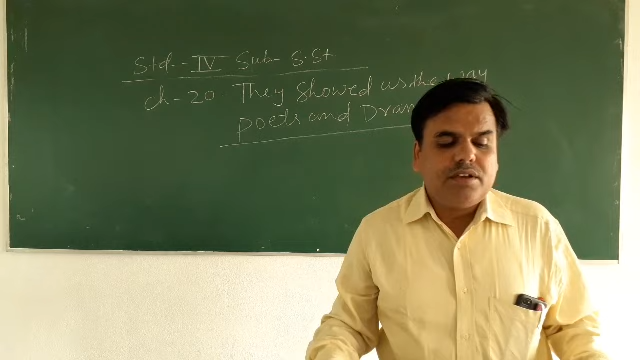 Std - IV Sub - S.St
Ch - 20 They Showed us the way
poets and